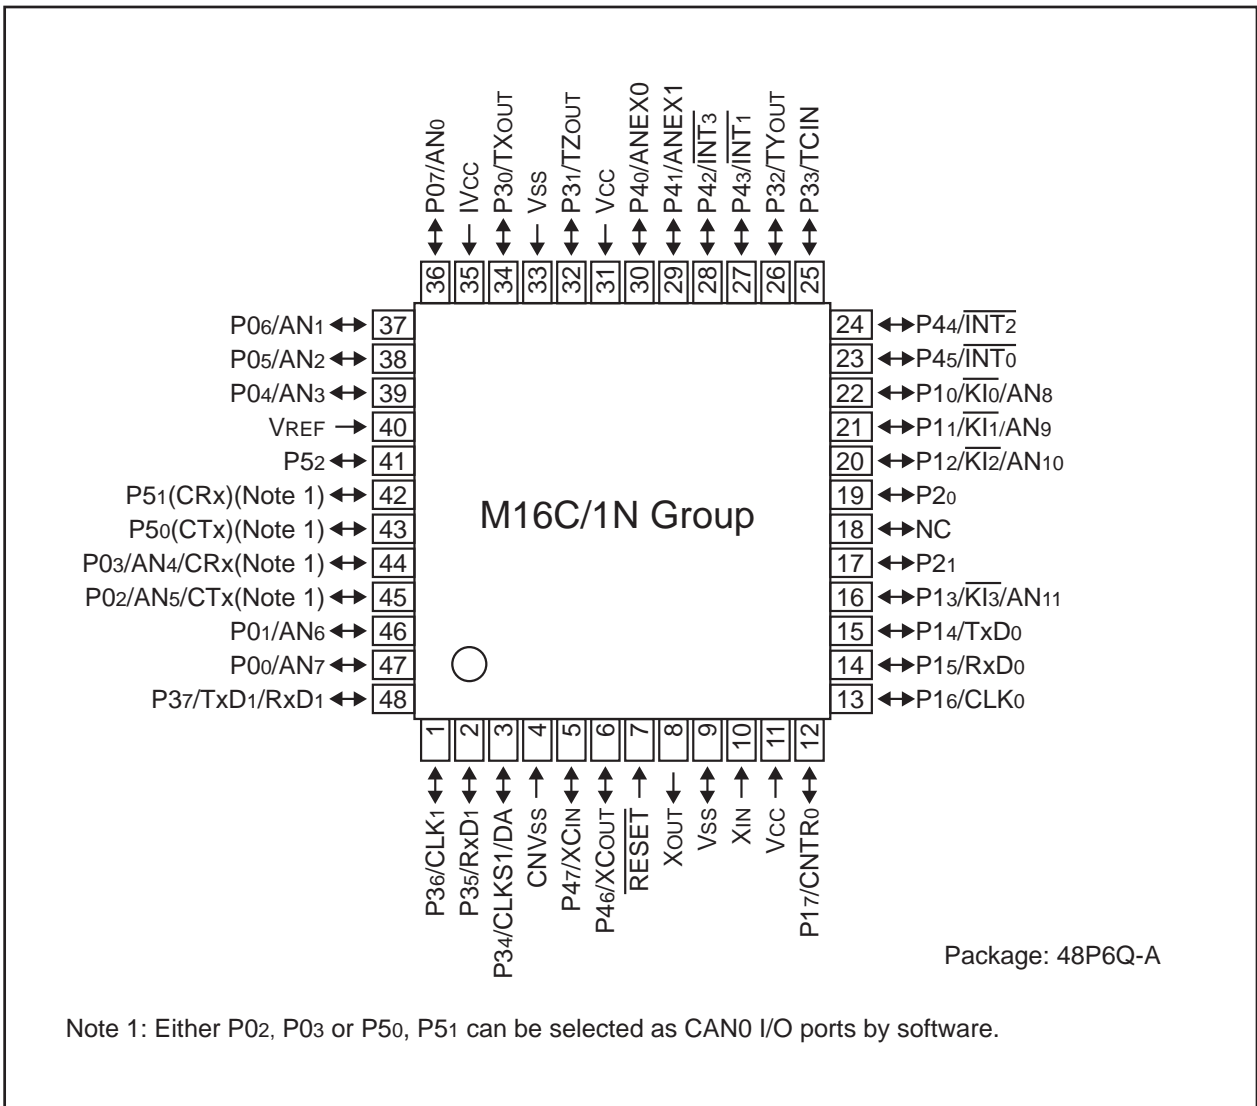 P07/AN0
IVCC
P30/TXOUT
VSS
P31/TZOUT
VCC
P40/ANEX0
P41/ANEX1
P42/INT3
P43/INT1
P32/TYOUT
P33/TCIN
36 35 34 33 32 31 30 29 28 27 26 25
P06/AN1 37
P05/AN2 38
P04/AN3 39
VREF 40
P52 41
P51(CRx)(Note 1) 42
P50(CTx)(Note 1) 43
P03/AN4/CRx(Note 1) 44
P02/AN5/CTx(Note 1) 45
P01/AN6 46
P00/AN7 47
P37/TxD1/RxD1 48
M16C/1N Group
24 P44/INT2
23 P45/INT0
22 P10/KI0/AN8
21 P11/KI1/AN9
20 P12/KI2/AN10
19 P20
18 NC
17 P21
16 P13/KI3/AN11
15 P14/TxD0
14 P15/RxD0
13 P16/CLK0
1 2 3 4 5 6 7 8 9 10 11 12
P36/CLK1
P35/RxD1
P34/CLKS1/DA
CNVSS
P47/XCIN
P46/XCOUT
RESET
XOUT
VSS
XIN
VCC
P17/CNTR0
Package: 48P6Q-A
Note 1: Either P02, P03 or P50, P51 can be selected as CAN0 I/O ports by software.